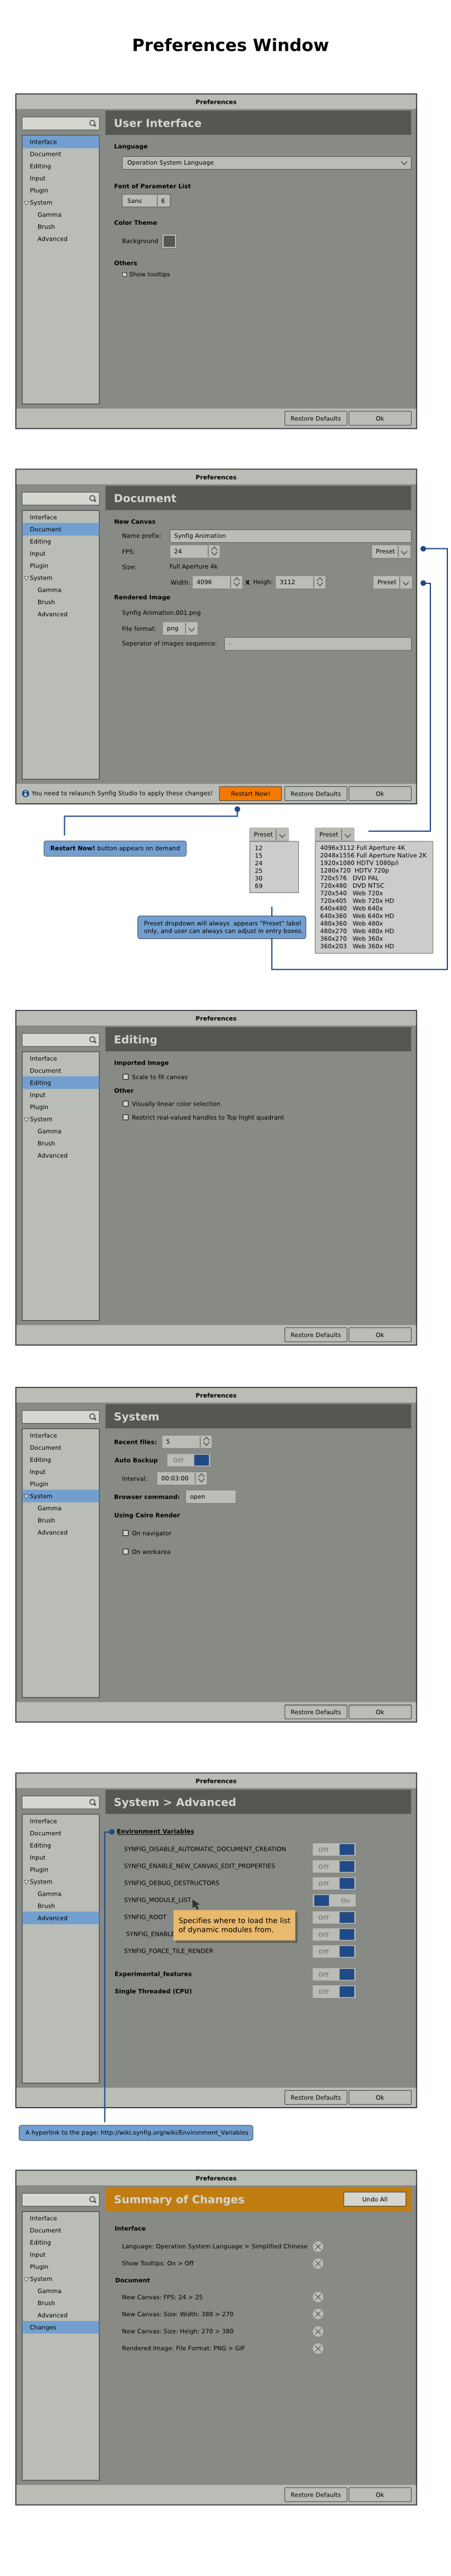 Preferences Window
Preferences
User Interface
Interface
Document
Editing
Input
Plugin
System
Gamma
Brush
Advanced
Language
Operation System Language
Font of Parameter List
Sans 6
Color Theme
Background
Others
Show tooltips
Restore Defaults Ok
Preferences
Document
Interface
Document
Editing
Input
Plugin
System
Gamma
Brush
Advanced
New Canvas
Name prefix: Synfig Animation
FPS: 24 Preset
Size: Full Aperture 4k
Width: 4096 X Heigh: 3112 Preset
Rendered Image
Synfig Animation.001.png
File format: png
Seperator of images sequence: .
You need to relaunch Synfig Studio to apply these changes! Restart Now! Restore Defaults Ok
Restart Now! button appears on demand
Preset
12
15
24
25
30
69
Preset
4096x3112 Full Aperture 4K
2048x1556 Full Aperture Native 2K
1920x1080 HDTV 1080p/i
1280x720 HDTV 720p
720x576 DVD PAL
720x480 DVD NTSC
720x540 Web 720x
720x405 Web 720x HD
640x480 Web 640x
640x360 Web 640x HD
480x360 Web 480x
480x270 Web 480x HD
360x270 Web 360x
360x203 Web 360x HD
Preset dropdown will always appears "Preset" label
only, and user can always can adjust in entry boxes.
Preferences
Editing
Interface
Document
Editing
Input
Plugin
System
Gamma
Brush
Advanced
Imported Image
Scale to fit canvas
Other
Visually linear color selection
Restrict real-valued handles to Top hight quadrant
Restore Defaults Ok
Preferences
System
Interface
Document
Editing
Input
Plugin
System
Gamma
Brush
Advanced
Recent files: 5
Auto Backup Off
Interval: 00:03:00
Browser command: open
Using Cairo Render
On navigator
On workarea
Restore Defaults Ok
Preferences
System > Advanced
Interface
Document
Editing
Input
Plugin
System
Gamma
Brush
Advanced
Environment Variables
SYNFIG_DISABLE_AUTOMATIC_DOCUMENT_CREATION Off
SYNFIG_ENABLE_NEW_CANVAS_EDIT_PROPERTIES Off
SYNFIG_DEBUG_DESTRUCTORS Off
SYNFIG_MODULE_LIST On
SYNFIG_ROOT Off
Specifies where to load the list
of dynamic modules from.
SYNFIG_ENABLE Off
SYNFIG_FORCE_TILE_RENDER Off
Experimental_features Off
Single Threaded (CPU) Off
Restore Defaults Ok
A hyperlink to the page: http://wiki.synfig.org/wiki/Environment_Variables
Preferences
Summary of Changes Undo All
Interface
Document
Editing
Input
Plugin
System
Gamma
Brush
Advanced
Changes
Interface
Language: Operation System Language > Simplified Chinese
Show Tooltips: On > Off
Document
New Canvas: FPS: 24 > 25
New Canvas: Size: Width: 380 > 270
New Canvas: Size: Heigh: 270 > 380
Rendered Image: File Format: PNG > GIF
Restore Defaults Ok